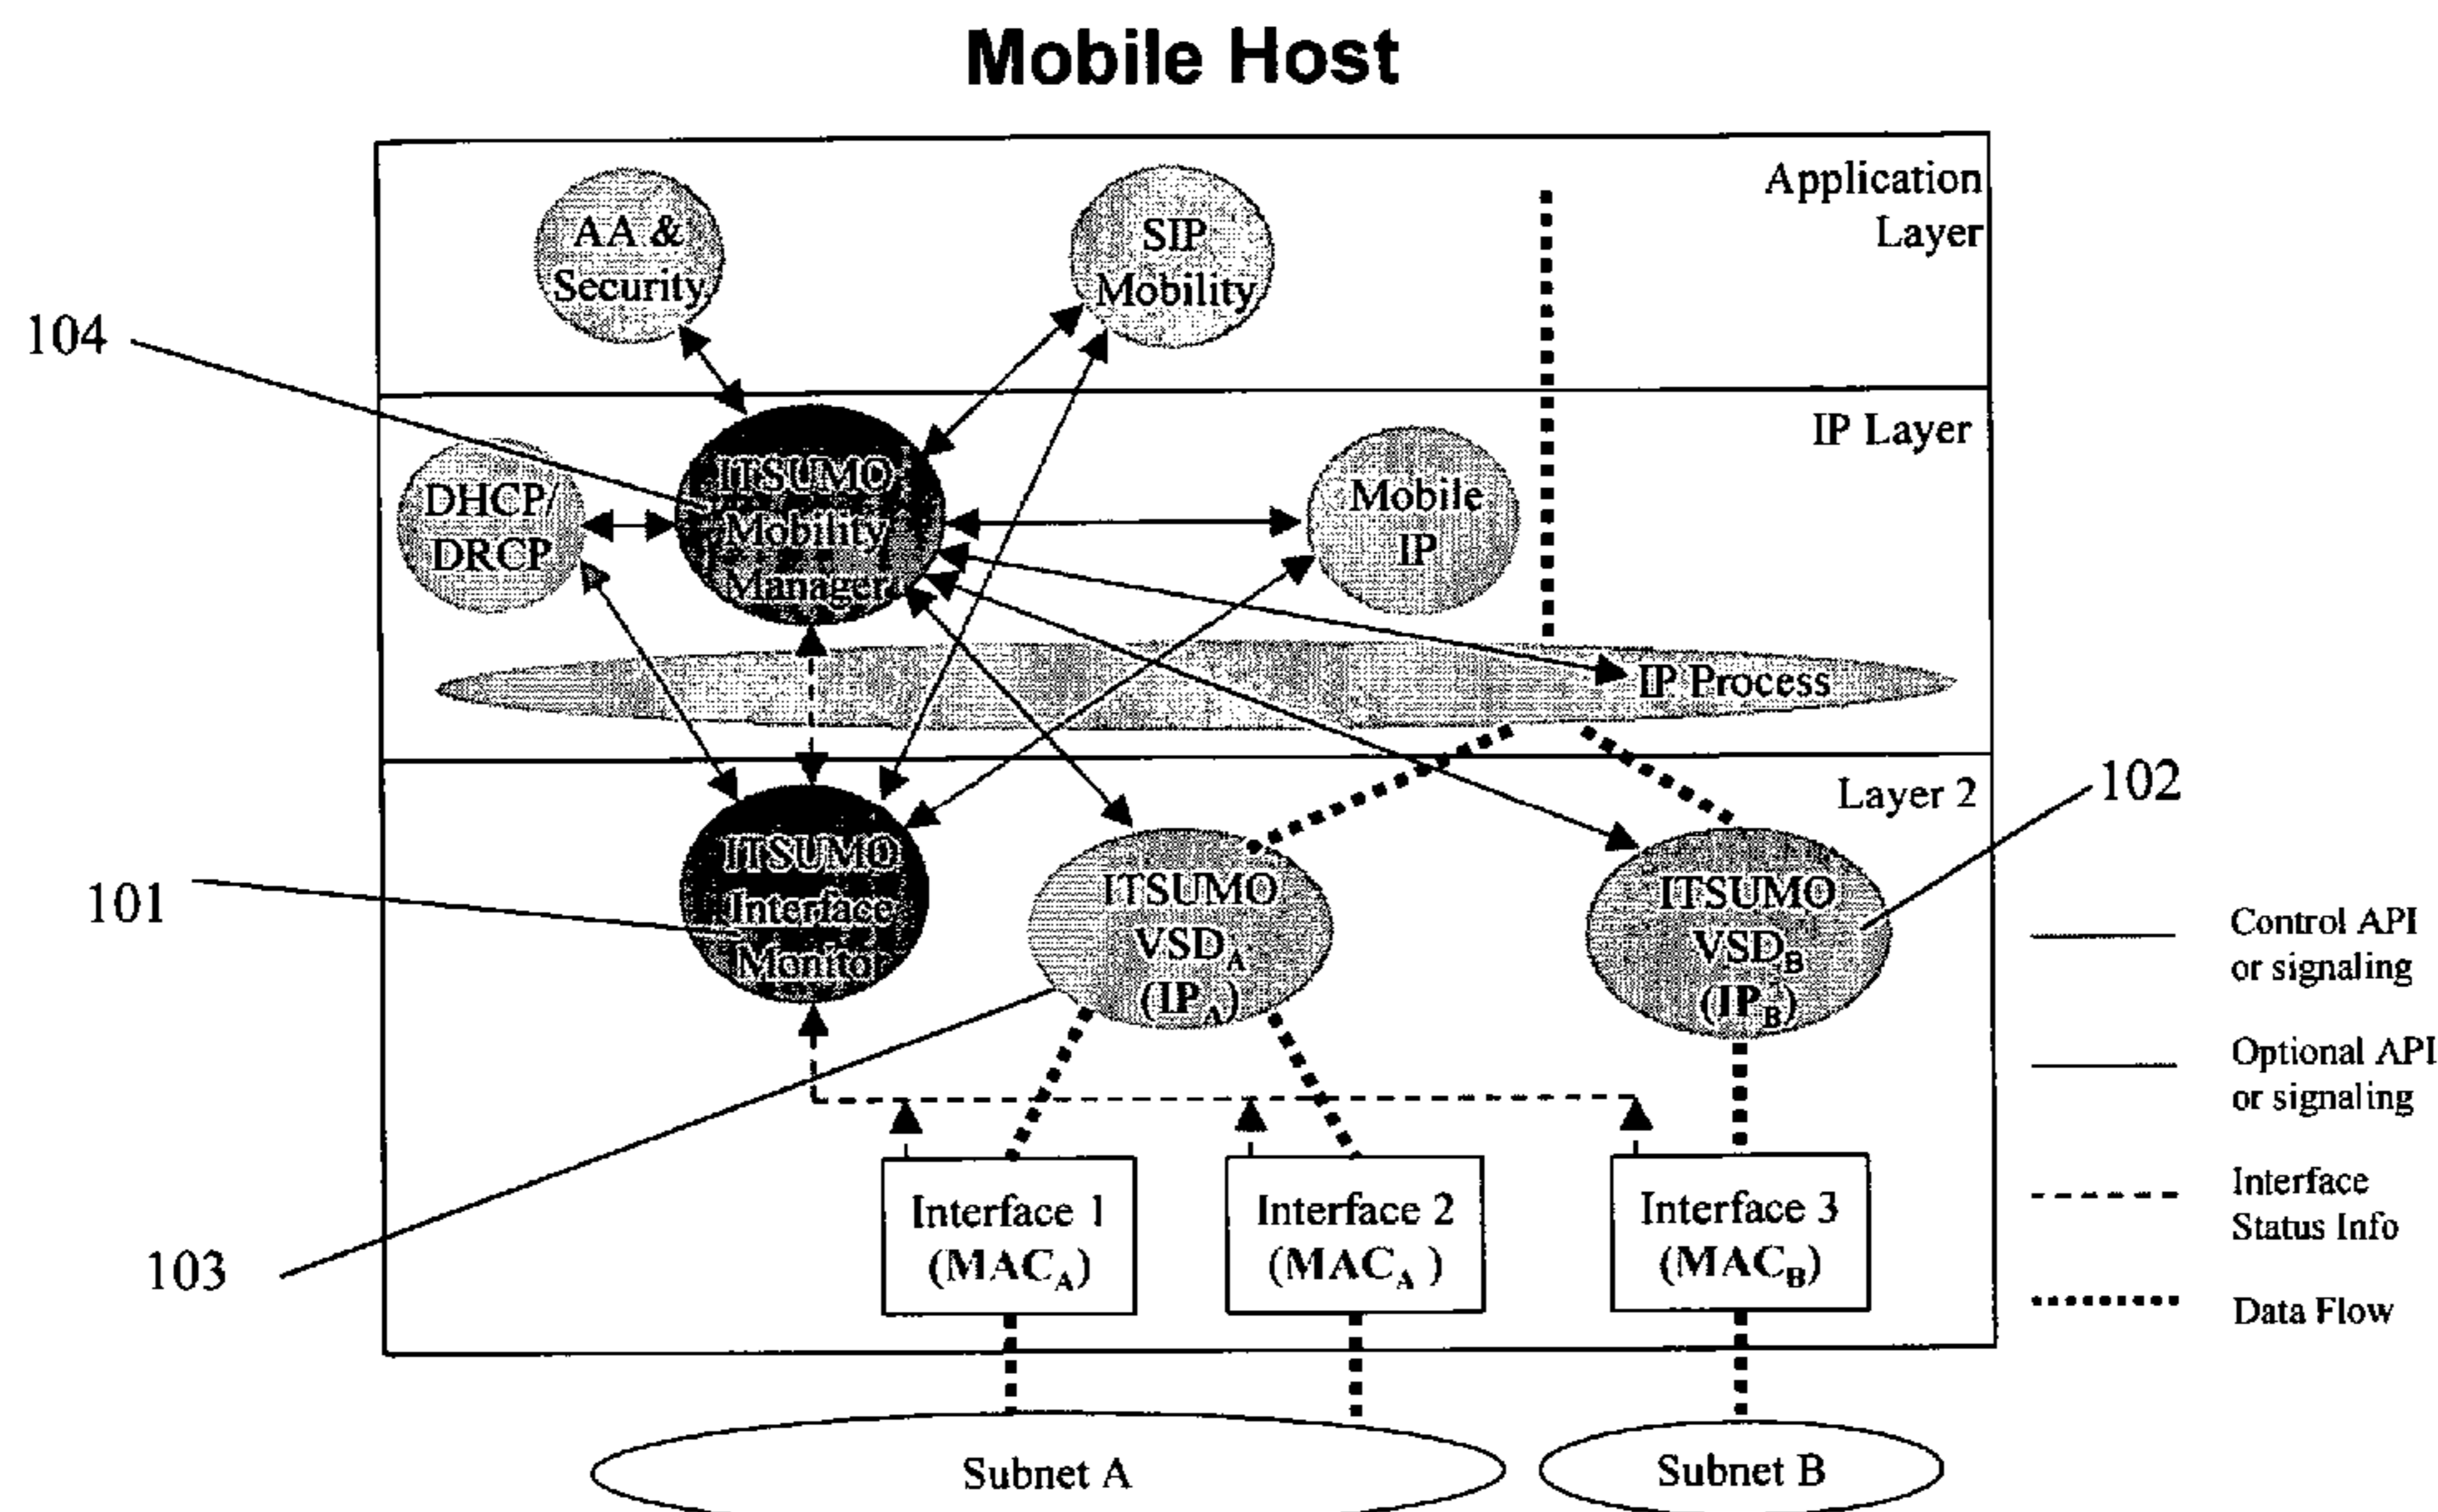 Mobile Host
Application
Layer
AA &
Security
SIP
Mobility
104
IP Layer
DHCP/
DRCP
ITSUMO
Mobility
Manager
Mobile
IP
IP Process
Layer 2
102
101
ITSUMO
Interface
Monitor
ITSUMO
VSDA
(IPA)
ITSUMO
VSDB
(IPB)
Control API
or signaling
Optional API
or signaling
Interface
Status Info
Data Flow
103
Interface 1
(MACA)
Interface 2
(MACA )
Interface 3
(MACB)
Subnet A
Subnet B